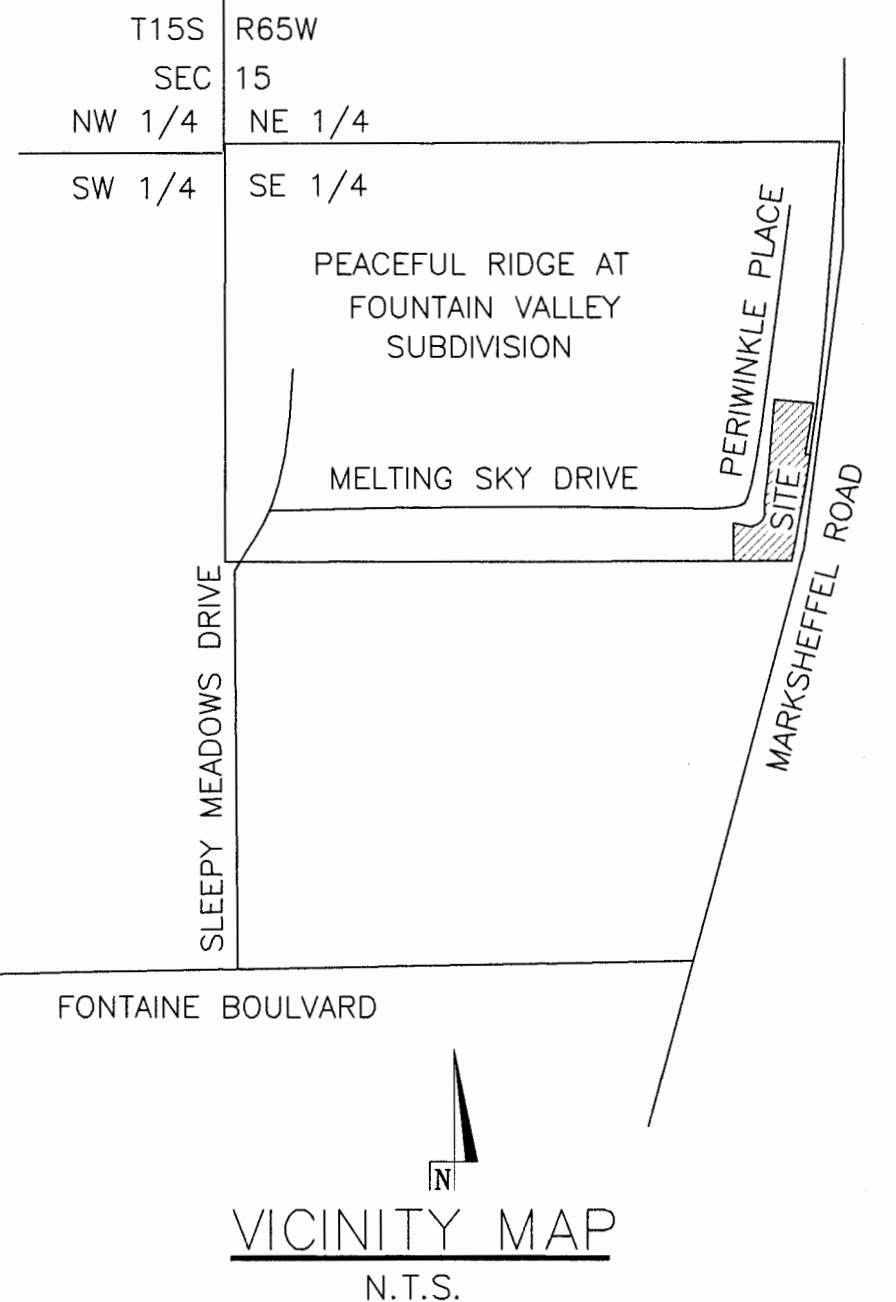 T15S R65W
SEC 15
NW 1/4 NE 1/4
SW 1/4 SE 1/4
PEACEFUL RIDGE AT
FOUNTAIN VALLEY
SUBDIVISION
PERIWINKLE PLACE
MELTING SKY DRIVE
SITE
MARKSHEFFEL ROAD
SLEEPY MEADOWS DRIVE
FONTAINE BOULVARD
N
VICINITY MAP
N.T.S.